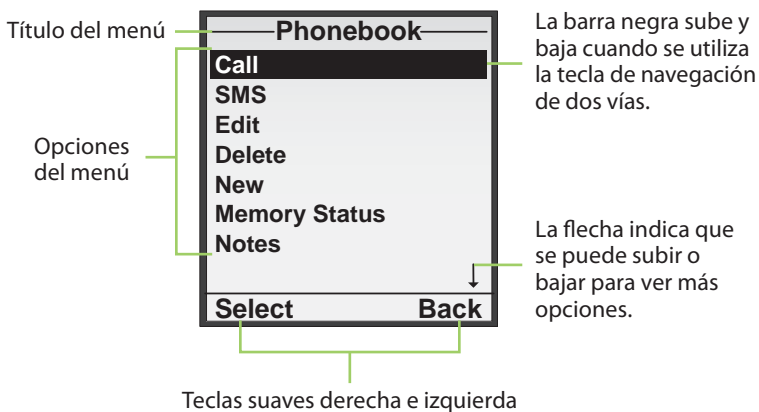 Título del menú
Phonebook
Call
SMS
Edit
Delete
New
Memory Status
Notes
Select Back
Opciones
del menú
La barra negra sube y
baja cuando se utiliza
la tecla de navegación
de dos vías.
La flecha indica que
se puede subir o
bajar para ver más
opciones.
Teclas suaves derecha e izquierda